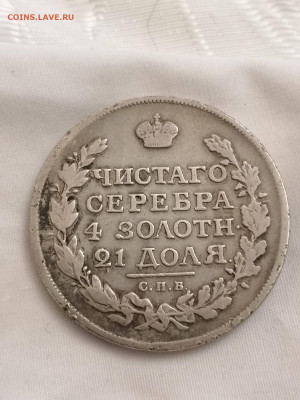 COINS.LAVE.RU
ЧИСТАГО
СЕРЕБРА
4 ЗОЛОТН.
21 ДОЛЯ.
С.П.Б.